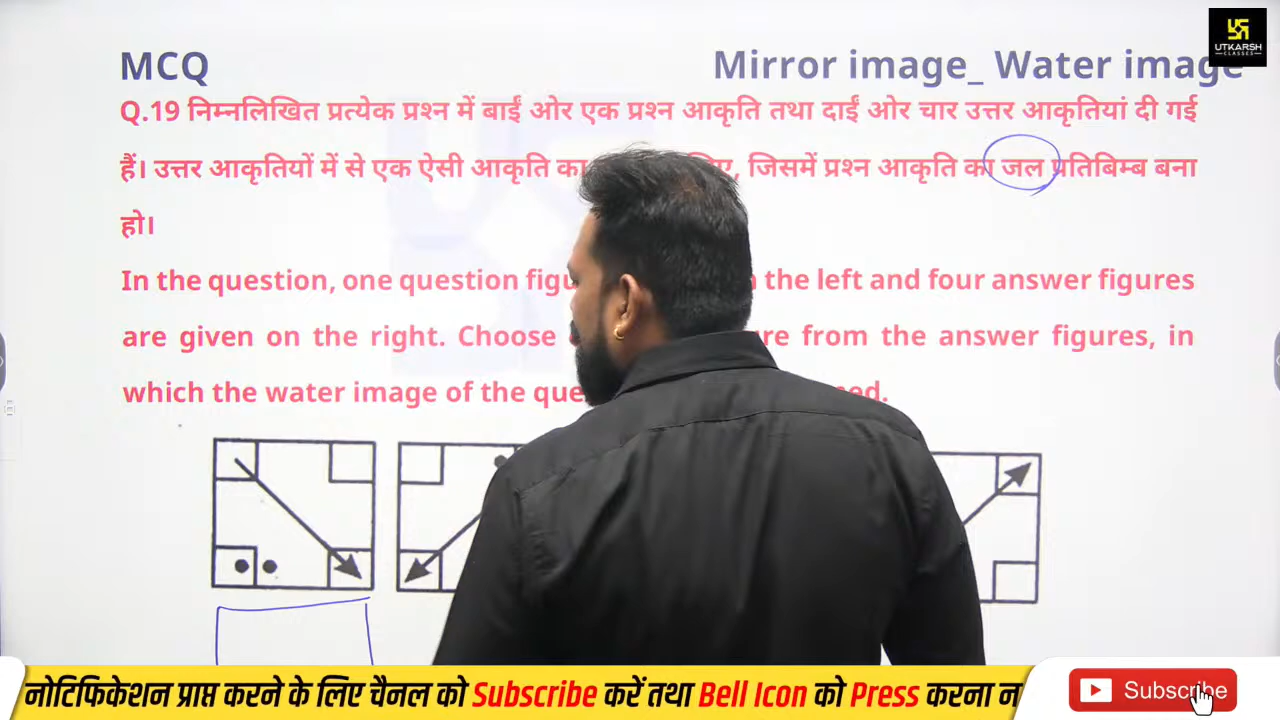 UTKARSH
CLASSES
MCQ Mirror image_ Water image
Q.19 निम्नलिखित प्रत्येक प्रश्न में बाईं ओर एक प्रश्न आकृति तथा दाईं ओर चार उत्तर आकृतियां दी गई
हैं। उत्तर आकृतियों में से एक ऐसी आकृति का जिसमें प्रश्न आकृति का जल प्रतिबिम्ब बना
हो।
In the question, one question the left and four answer figures
are given on the right. Choose from the answer figures, in
which the water image of the
नोटिफिकेशन प्राप्त करने के लिए चैनल को Subscribe करें तथा Bell Icon को Press करना
Subscribe